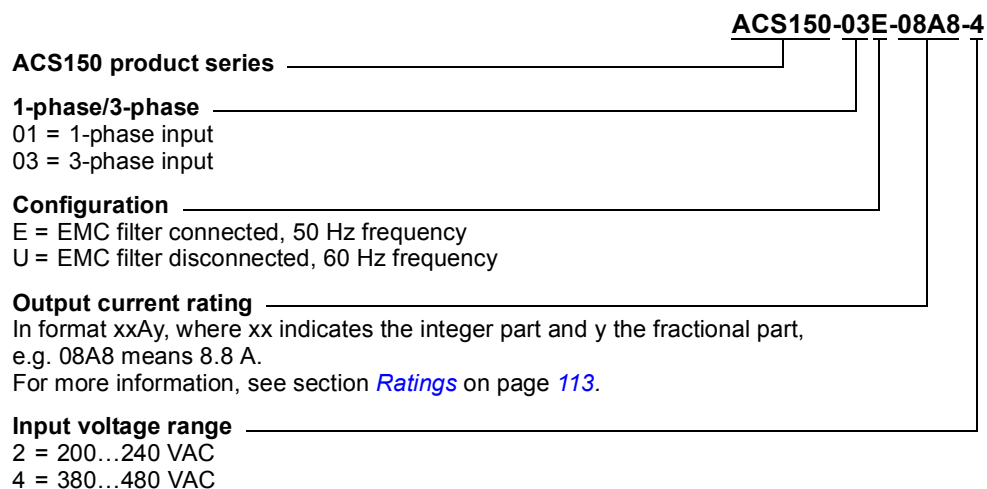 ACS150-03E-08A8-4
ACS150 product series
1-phase/3-phase
01 = 1-phase input
03 = 3-phase input
Configuration
E = EMC filter connected, 50 Hz frequency
U = EMC filter disconnected, 60 Hz frequency
Output current rating
In format xxAy, where xx indicates the integer part and y the fractional part,
e.g. 08A8 means 8.8 A.
For more information, see section Ratings on page 113.
Input voltage range
2 = 200…240 VAC
4 = 380…480 VAC